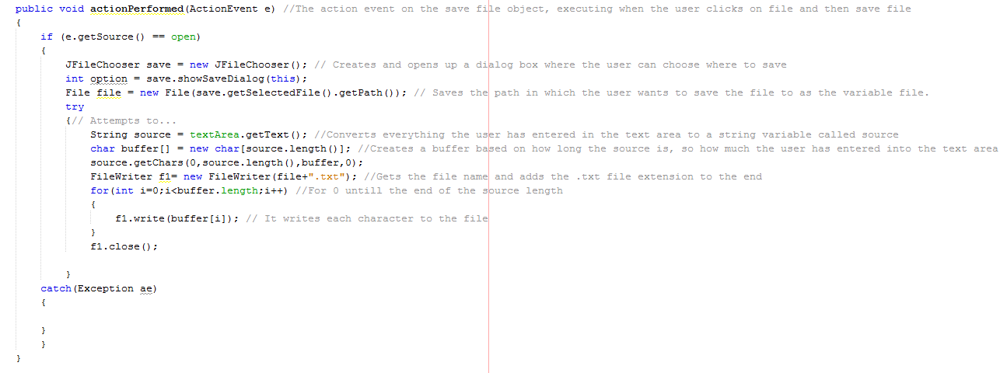 public void actionPerformed(ActionEvent e) //The action event on the save file object, executing when the user clicks on file and then save file
{
if (e.getSource() == open)
{
JFileChooser save = new JFileChooser(); // Creates and opens up a dialog box where the user can choose where to save
int option = save.showSaveDialog(this);
File file = new File(save.getSelectedFile().getPath()); // Saves the path in which the user wants to save the file to as the variable file.
try
{// Attempts to...
String source = textArea.getText(); //Converts everything the user has entered in the text area to a string variable called source
char buffer[] = new char[source.length()]; //Creates a buffer based on how long the source is, so how much the user has entered into the text area
source.getChars(0,source.length(),buffer,0);
FileWriter f1= new FileWriter(file+".txt"); //Gets the file name and adds the .txt file extension to the end
for(int i=0;i<buffer.length;i++) //For 0 untill the end of the source length
{
f1.write(buffer[i]); // It writes each character to the file
}
f1.close();
}
catch(Exception ae)
{
}
}
}